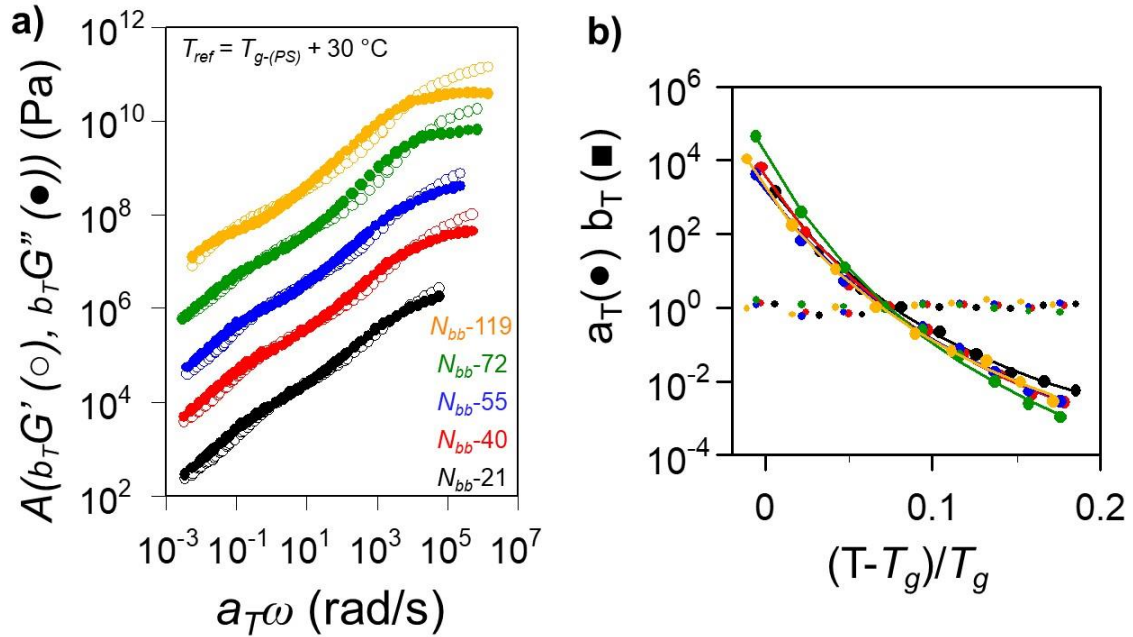 a)
T_ref = T_g-(PS) + 30 °C
A(b_TG' (○), b_TG" (●)) (Pa)
10^12
10^10
10^8
10^6
10^4
10^2
N_bb-119
N_bb-72
N_bb-55
N_bb-40
N_bb-21
10^-3
10^-1
10^1
10^3
10^5
10^7
a_Tω (rad/s)
b)
a_T(●) b_T(■)
10^6
10^4
10^2
10^0
10^-2
10^-4
0
0.1
0.2
(T-T_g)/T_g